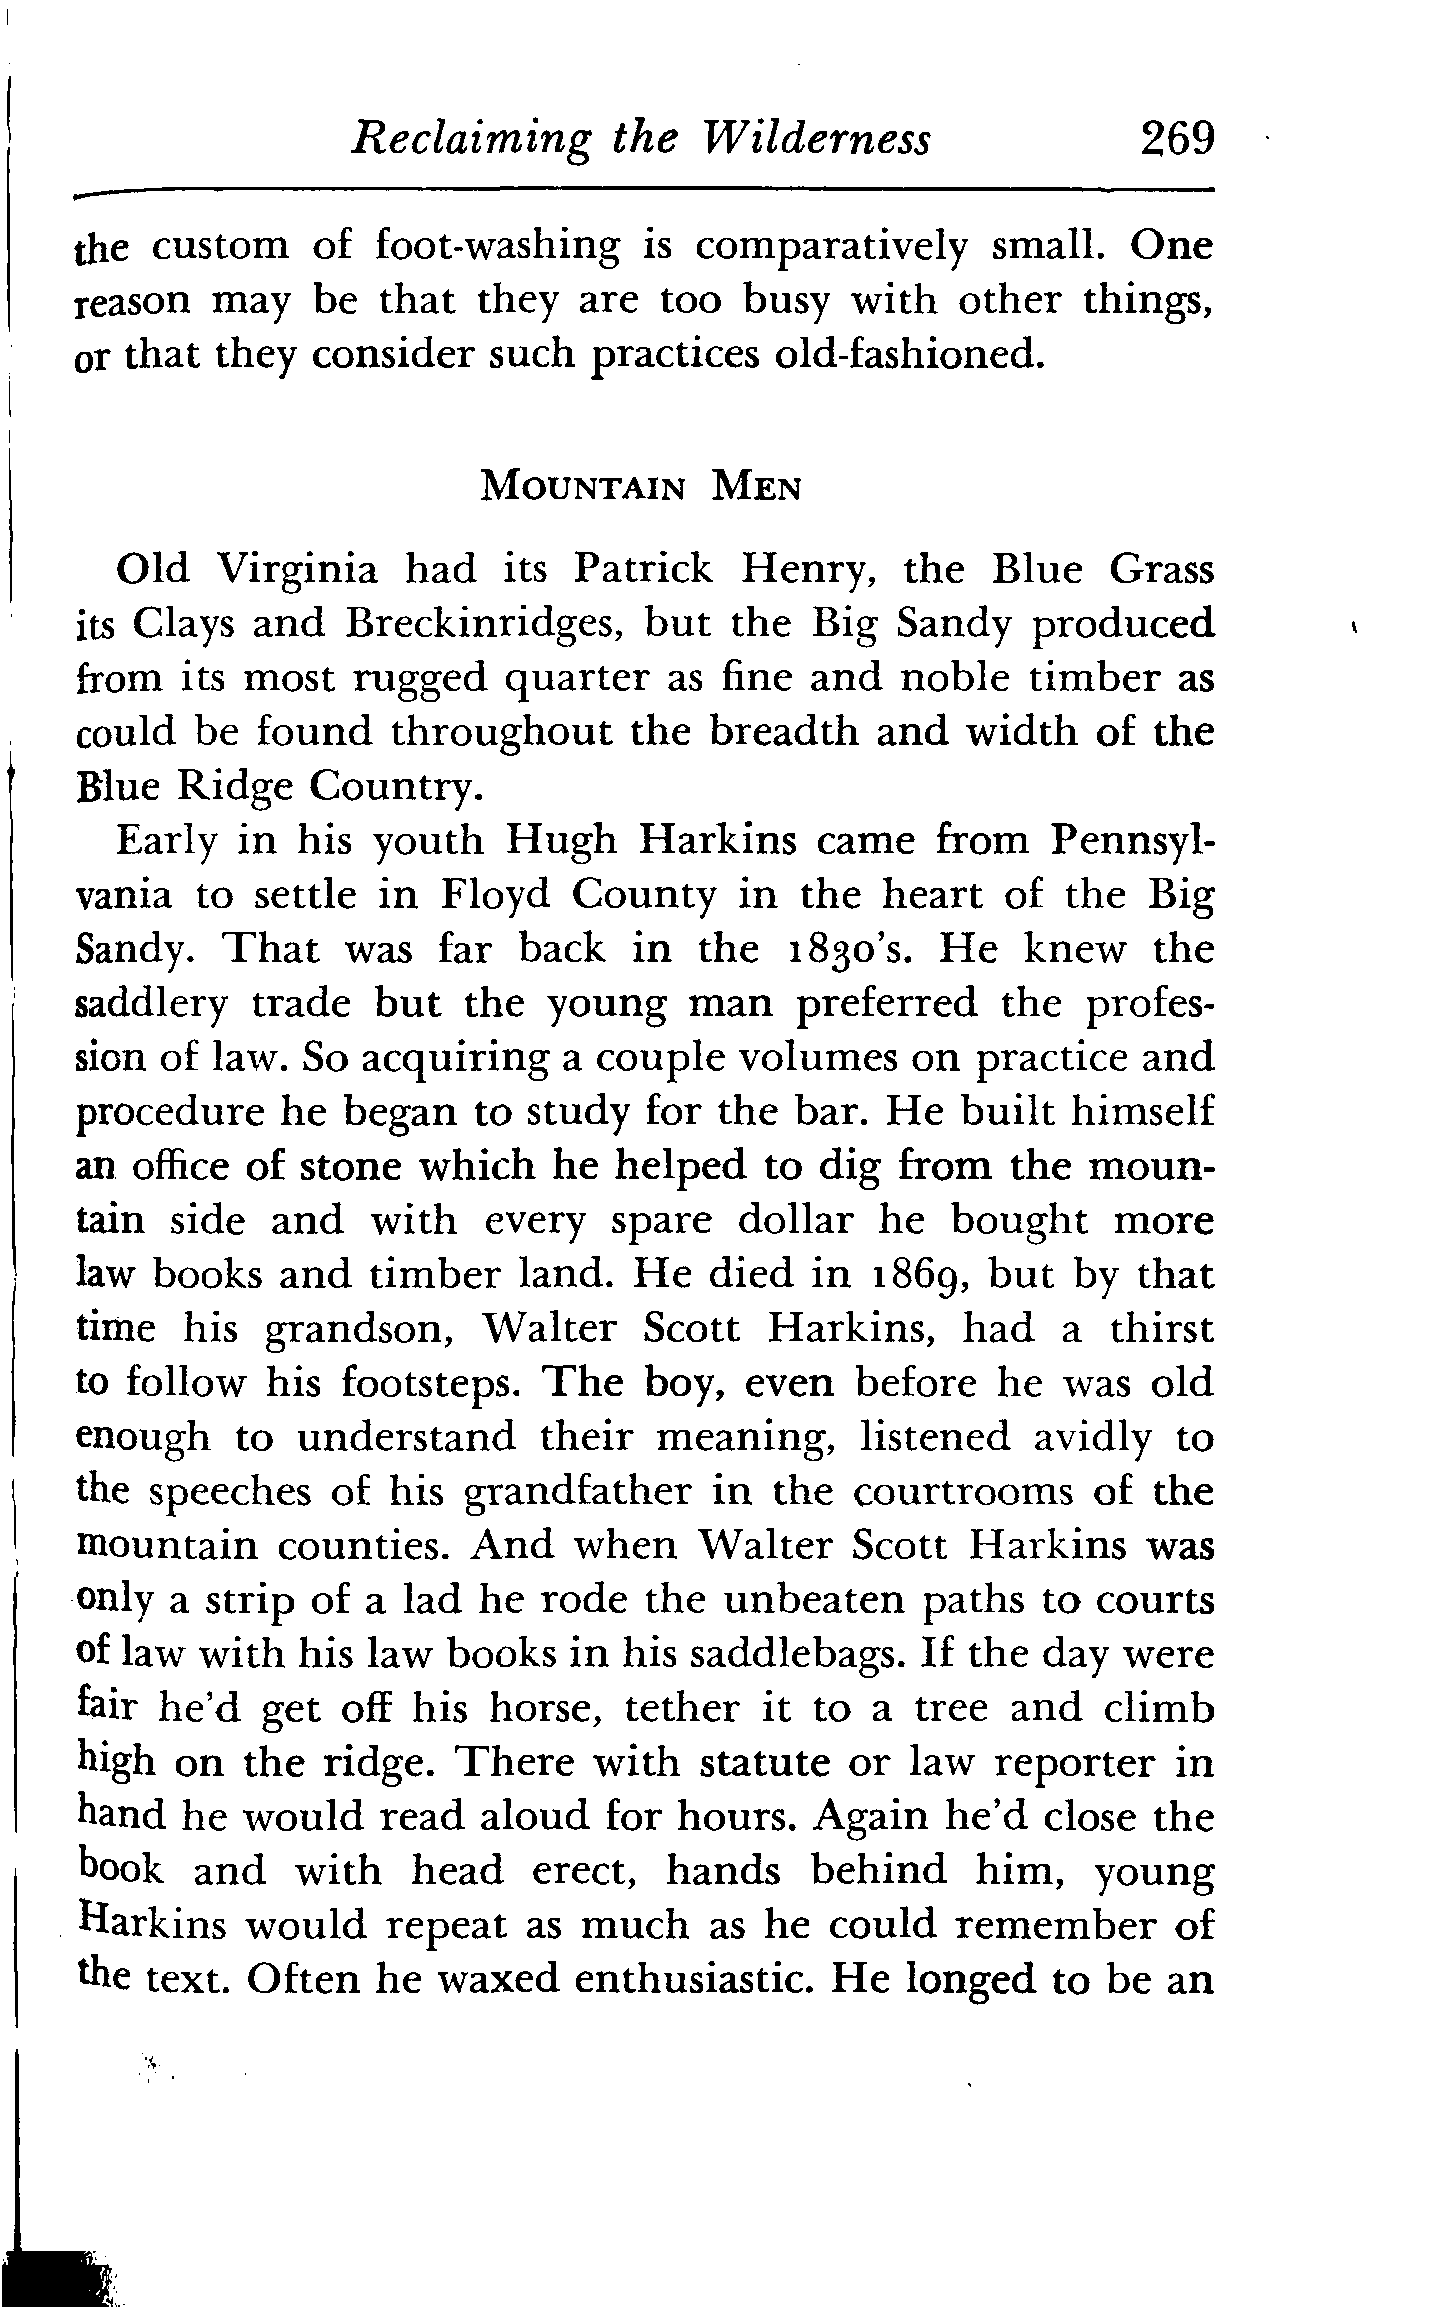 Reclaiming the Wilderness 269
the custom of foot-washing is comparatively small. One
reason may be that they are too busy with other things,
or that they consider such practices old-fashioned.
MOUNTAIN MEN
Old Virginia had its Patrick Henry, the Blue Grass
its Clays and Breckinridges, but the Big Sandy produced
from its most rugged quarter as fine and noble timber as
could be found throughout the breadth and width of the
Blue Ridge Country.
Early in his youth Hugh Harkins came from Pennsyl-
vania to settle in Floyd County in the heart of the Big
Sandy. That was far back in the 1830's. He knew the
saddlery trade but the young man preferred the profes-
sion of law. So acquiring a couple volumes on practice and
procedure he began to study for the bar. He built himself
an office of stone which he helped to dig from the moun-
tain side and with every spare dollar he bought more
law books and timber land. He died in 1869, but by that
time his grandson, Walter Scott Harkins, had a thirst
to follow his footsteps. The boy, even before he was old
enough to understand their meaning, listened avidly to
the speeches of his grandfather in the courtrooms of the
mountain counties. And when Walter Scott Harkins was
only a strip of a lad he rode the unbeaten paths to courts
of law with his law books in his saddlebags. If the day were
fair he'd get off his horse, tether it to a tree and climb
high on the ridge. There with statute or law reporter in
hand he would read aloud for hours. Again he'd close the
book and with head erect, hands behind him, young
Harkins would repeat as much as he could remember of
the text. Often he waxed enthusiastic. He longed to be an